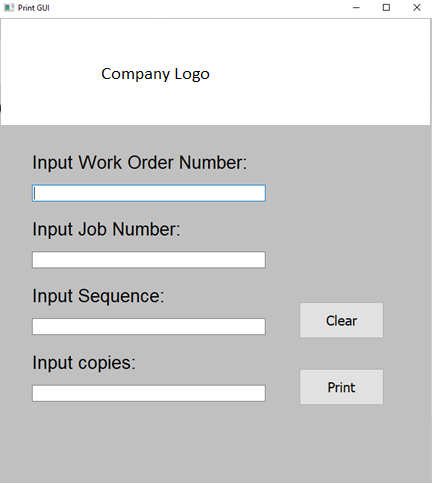 Print GUI
Company Logo
Input Work Order Number:
Input Job Number:
Input Sequence:
Clear
Input copies:
Print